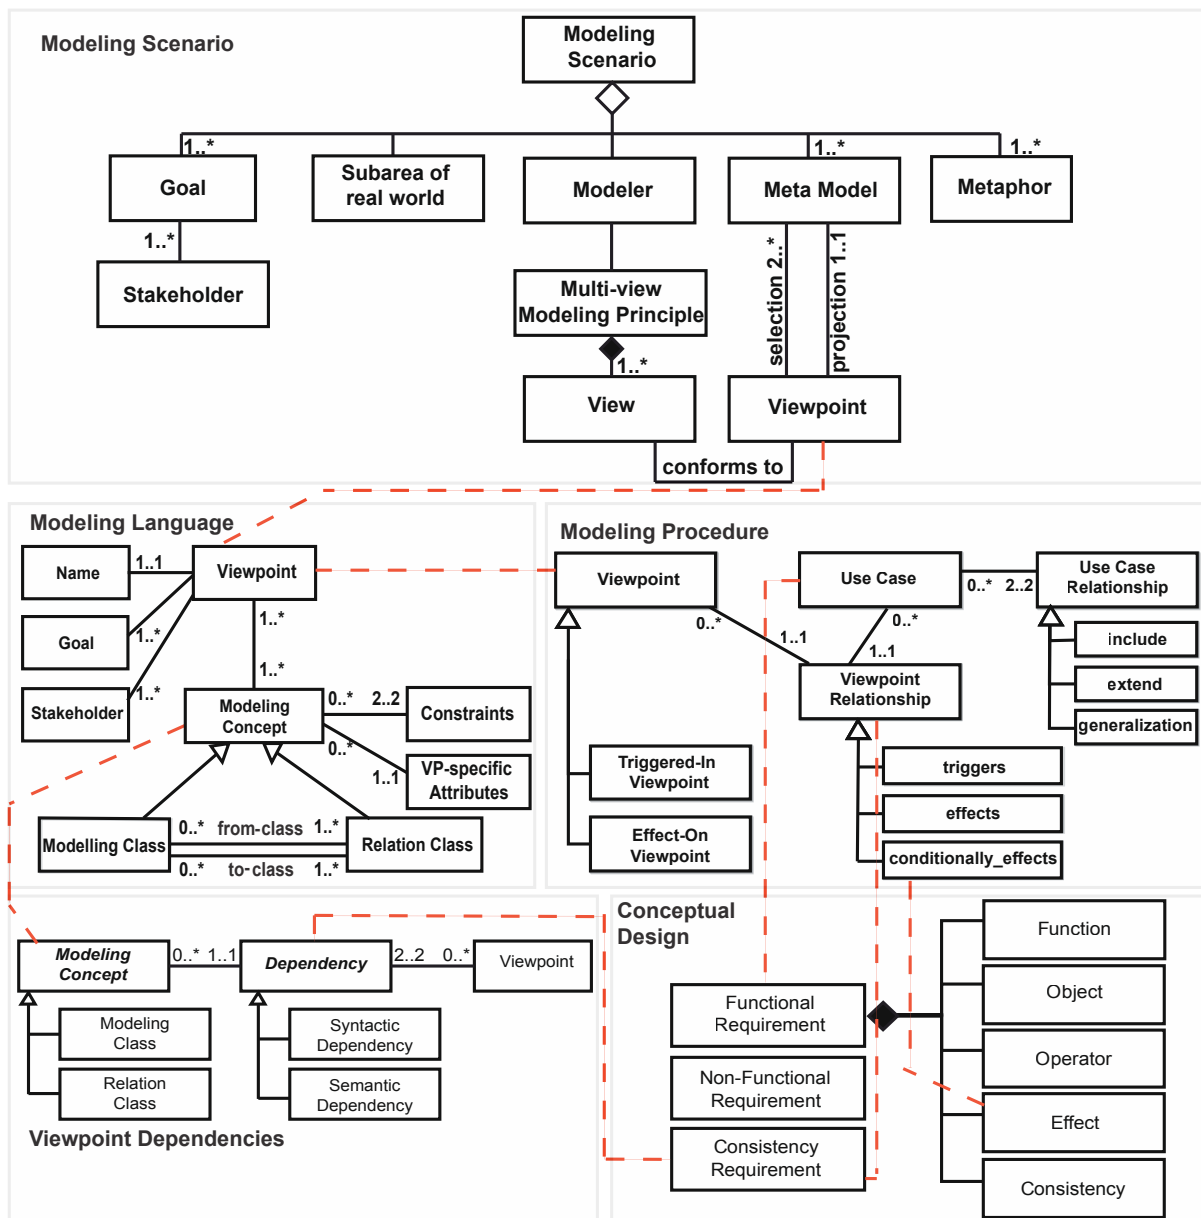 Modeling Scenario
Modeling
Scenario
1..*
1..*
1..*
Goal
Subarea of
real world
Modeler
Meta Model
Metaphor
1..*
Stakeholder
Multi-view
Modeling Principle
selection 2..*
projection 1..1
1..*
View
Viewpoint
conforms to
Modeling Language
Name
1..1
Viewpoint
Goal
1..*
1..*
Stakeholder
1..*
1..*
Modeling
Concept
0..*
2..2
Constraints
0..*
1..1
VP-specific
Attributes
Modelling Class
0..*
from-class
1..*
0..*
to-class
1..*
Relation Class
Modeling Procedure
Viewpoint
Use Case
0..*
2..2
Use Case
Relationship
0..*
1..1
0..*
1..1
include
extend
generalization
Viewpoint
Relationship
Triggered-In
Viewpoint
Effect-On
Viewpoint
triggers
effects
conditionally_effects
Modeling
Concept
0..*
1..1
Dependency
2..2
0..*
Viewpoint
Modeling
Class
Relation
Class
Syntactic
Dependency
Semantic
Dependency
Viewpoint Dependencies
Conceptual
Design
Functional
Requirement
Non-Functional
Requirement
Consistency
Requirement
Function
Object
Operator
Effect
Consistency